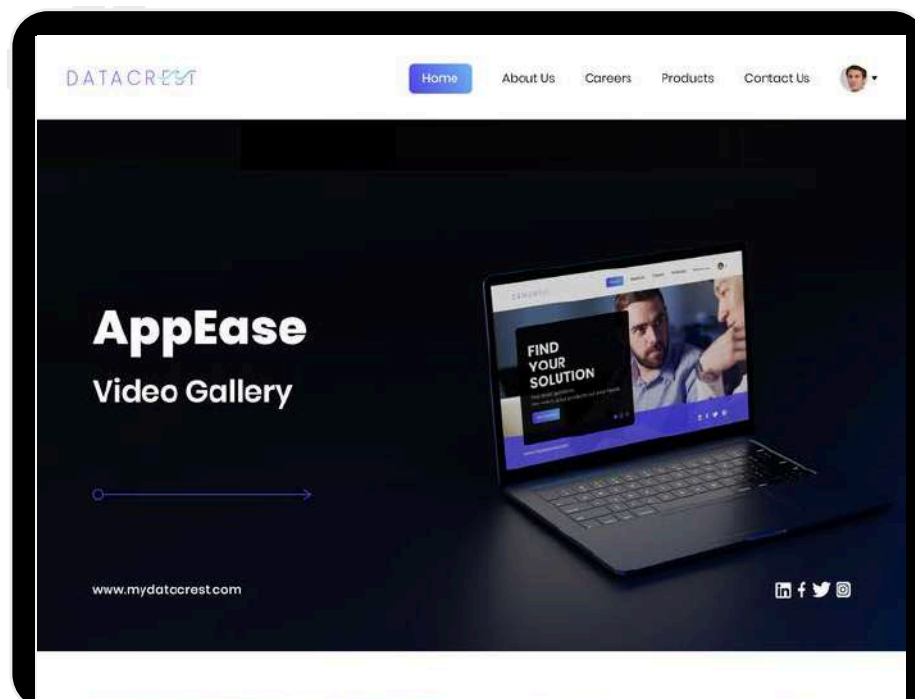 DATACREST
Home About Us Careers Products Contact Us
AppEase
Video Gallery
FIND
YOUR
SOLUTION
www.mydatacrest.com